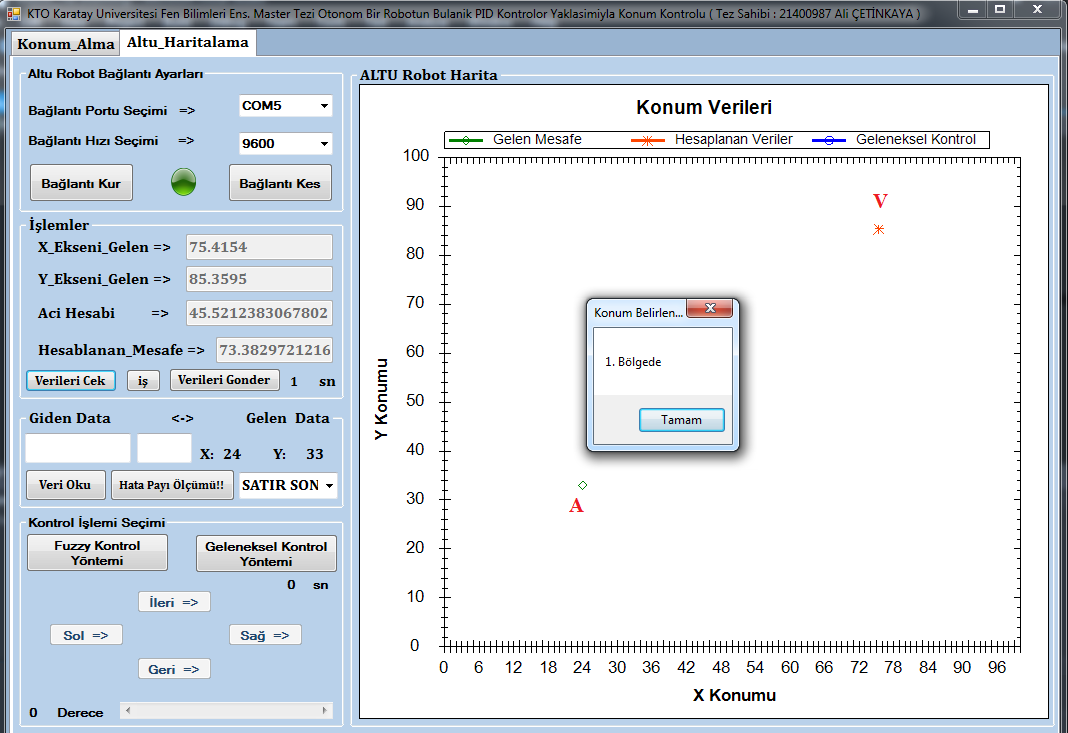 KTO Karatay Universitesi Fen Bilimleri Ens. Master Tezi Otonom Bir Robotun Bulanik PID Kontrolor Yaklasimiyla Konum Kontrolu ( Tez Sahibi : 21400987 Ali ÇETİNKAYA )
Konum_Alma Altu_Haritalama
Altu Robot Bağlantı Ayarları
Bağlantı Portu Seçimi => COM5
Bağlantı Hızı Seçimi => 9600
Bağlantı Kur Bağlantı Kes
İşlemler
X_Ekseni_Gelen => 75.4154
Y_Ekseni_Gelen => 85.3595
Aci Hesabi => 45.5212383067802
Hesablanan_Mesafe => 73.3829721216
Verileri Cek iş Verileri Gonder 1 sn
Giden Data <-> Gelen Data
X: 24 Y: 33
Veri Oku Hata Payı Ölçümü!! SATIR SON
Kontrol İşlemi Seçimi
Fuzzy Kontrol Yöntemi
Geleneksel Kontrol Yöntemi
0 sn
İleri =>
Sol => Sağ =>
Geri =>
0 Derece
ALTU Robot Harita
Konum Verileri
Gelen Mesafe Hesaplanan Veriler Geleneksel Kontrol
100
90
80
70
60
50
40
30
20
10
0
Y Konumu
V
A
Konum Belirlen...
1. Bölgede
Tamam
0 6 12 18 24 30 36 42 48 54 60 66 72 78 84 90 96
X Konumu